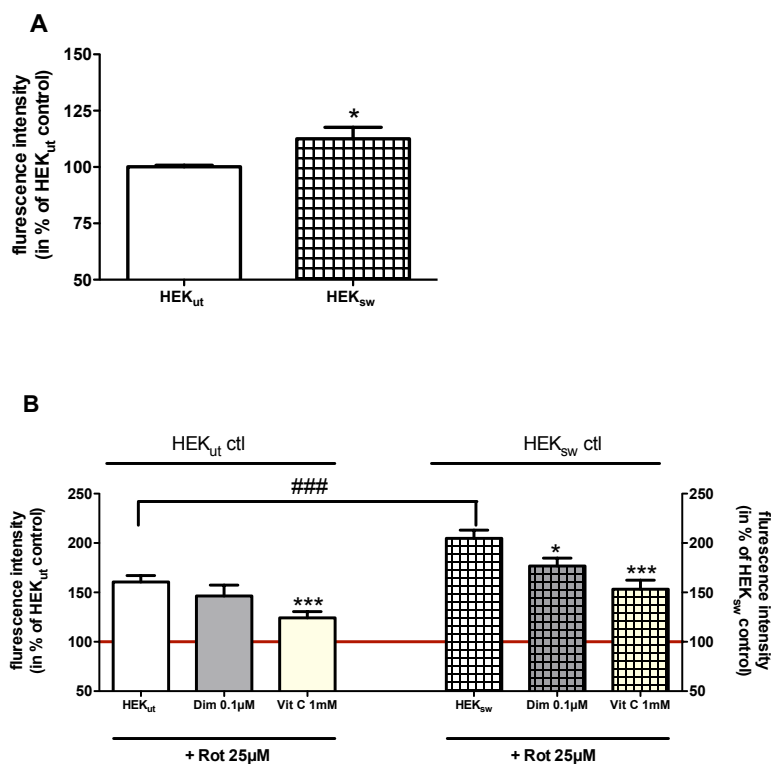 A
flurescence intensity
(in % of HEKut control)
150
125
100
75
50
*
HEKut
HEKsw
B
HEKut ctl
HEKsw ctl
flurescence intensity
(in % of HEKut control)
250
200
150
100
50
###
***
*
***
250
200
150
100
50
flurescence intensity
(in % of HEKsw control)
HEKut
Dim 0.1µM
Vit C 1mM
HEKsw
Dim 0.1µM
Vit C 1mM
+ Rot 25µM
+ Rot 25µM